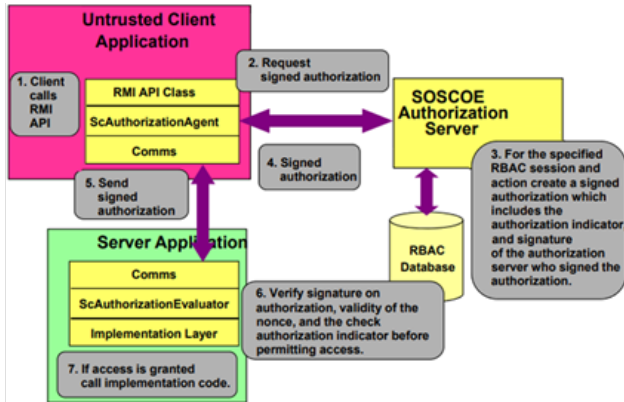 Untrusted Client
Application
1. Client
calls
RMI
API
RMI API Class
ScAuthorizationAgent
Comms
2. Request
signed authorization
4. Signed
authorization
SOSCOE
Authorization
Server
3. For the specified
RBAC session and
action create a signed
authorization which
includes the
authorization indicator
and signature
of the authorization
server who signed the
authorization.
RBAC
Database
5. Send
signed
authorization
Server Application
Comms
ScAuthorizationEvaluator
Implementation Layer
6. Verify signature on
authorization, validity of the
nonce, and the check
authorization indicator before
permitting access.
7. If access is granted
call implementation code.